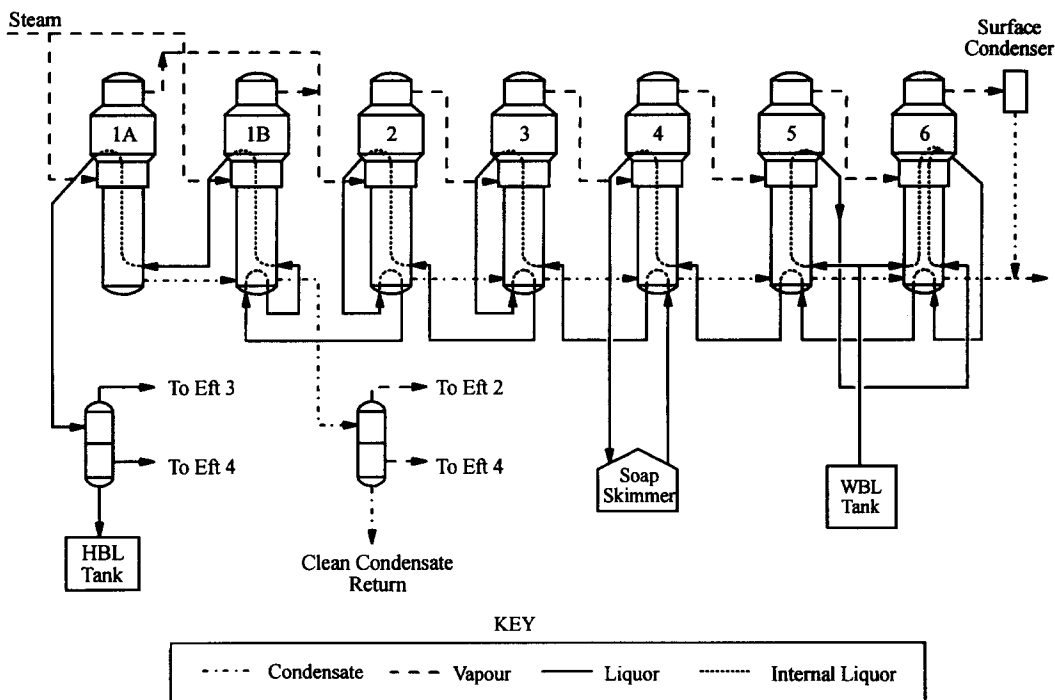 Steam
Surface
Condenser
1A
1B
2
3
4
5
6
To Eft 3
To Eft 2
To Eft 4
To Eft 4
Soap
Skimmer
WBL
Tank
HBL
Tank
Clean Condensate
Return
KEY
Condensate
Vapour
Liquor
Internal Liquor